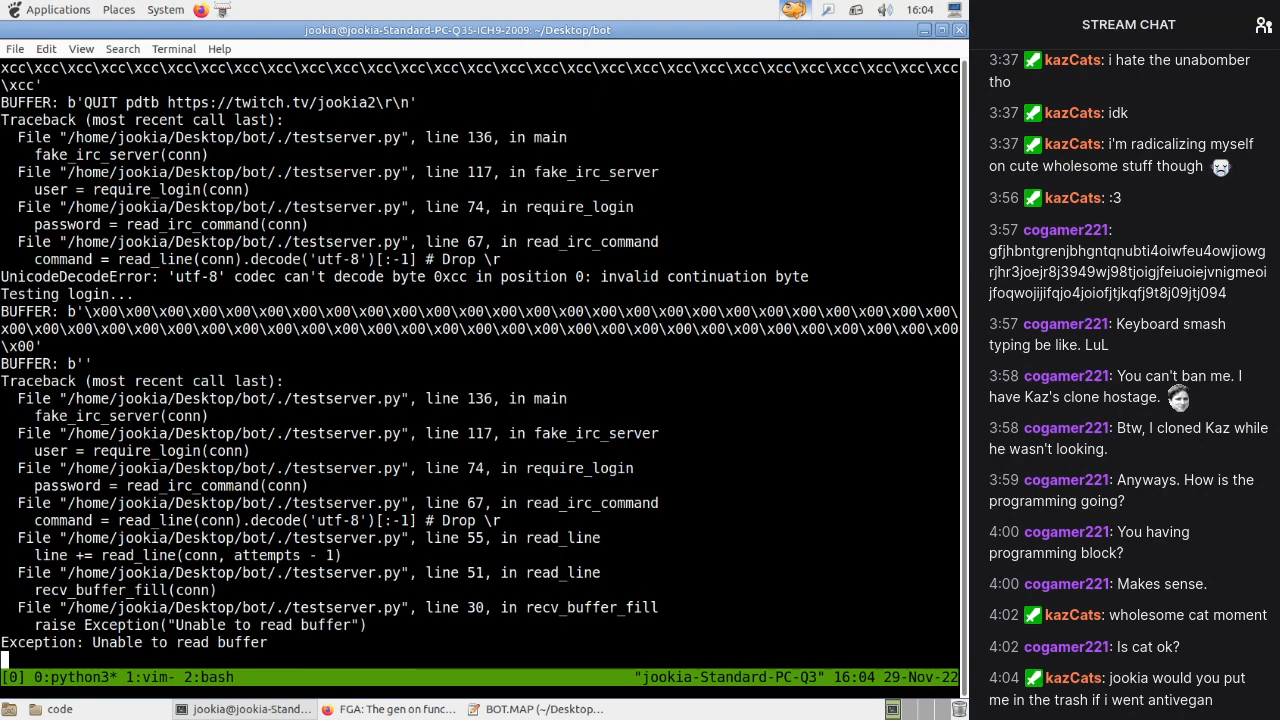 Applications Places System 16:04
jookia@jookia-Standard-PC-Q35-ICH9-2009: ~/Desktop/bot
File Edit View Search Terminal Help
xcc\xcc\xcc\xcc\xcc\xcc\xcc\xcc\xcc\xcc\xcc\xcc\xcc\xcc\xcc\xcc\xcc\xcc\xcc\xcc\xcc\xcc\xcc\xcc\xcc\xcc\xcc\xcc
\xcc'
BUFFER: b'QUIT pdtb https://twitch.tv/jookia2\r\n'
Traceback (most recent call last):
File "/home/jookia/Desktop/bot/./testserver.py", line 136, in main
fake_irc_server(conn)
File "/home/jookia/Desktop/bot/./testserver.py", line 117, in fake_irc_server
user = require_login(conn)
File "/home/jookia/Desktop/bot/./testserver.py", line 74, in require_login
password = read_irc_command(conn)
File "/home/jookia/Desktop/bot/./testserver.py", line 67, in read_irc_command
command = read_line(conn).decode('utf-8')[:-1] # Drop \r
UnicodeDecodeError: 'utf-8' codec can't decode byte 0xcc in position 0: invalid continuation byte
Testing login...
BUFFER: b'\x00\x00\x00\x00\x00\x00\x00\x00\x00\x00\x00\x00\x00\x00\x00\x00\x00\x00\x00\x00\x00\x00\x00\x00\x00\
x00\x00\x00\x00\x00\x00\x00\x00\x00\x00\x00\x00\x00\x00\x00\x00\x00\x00\x00\x00\x00\x00\x00\x00\x00\x00\x00\x00
\x00'
BUFFER: b''
Traceback (most recent call last):
File "/home/jookia/Desktop/bot/./testserver.py", line 136, in main
fake_irc_server(conn)
File "/home/jookia/Desktop/bot/./testserver.py", line 117, in fake_irc_server
user = require_login(conn)
File "/home/jookia/Desktop/bot/./testserver.py", line 74, in require_login
password = read_irc_command(conn)
File "/home/jookia/Desktop/bot/./testserver.py", line 67, in read_irc_command
command = read_line(conn).decode('utf-8')[:-1] # Drop \r
File "/home/jookia/Desktop/bot/./testserver.py", line 55, in read_line
line += read_line(conn, attempts - 1)
File "/home/jookia/Desktop/bot/./testserver.py", line 51, in read_line
recv_buffer_fill(conn)
File "/home/jookia/Desktop/bot/./testserver.py", line 30, in recv_buffer_fill
raise Exception("Unable to read buffer")
Exception: Unable to read buffer
[0] 0:python3* 1:vim- 2:bash "jookia-Standard-PC-Q3" 16:04 29-Nov-22
code jookia@jookia-Stand... FGA: The gen on func... BOT.MAP (~/Desktop...
STREAM CHAT
3:37 kazCats: i hate the unabomber
tho
3:37 kazCats: idk
3:37 kazCats: i'm radicalizing myself
on cute wholesome stuff though
3:56 kazCats: :3
3:57 cogamer221:
gfjhbntgrenjbhgntqnubti4oiwfeu4owjiowg
rjhr3joejr8j3949wj98tjoigjfeiuoiejvnigmeoi
jfoqwojijifqjo4joiofjtjkqfj9t8j09jtj094
3:57 cogamer221: Keyboard smash
typing be like. LuL
3:58 cogamer221: You can't ban me. I
have Kaz's clone hostage.
3:58 cogamer221: Btw, I cloned Kaz while
he wasn't looking.
3:59 cogamer221: Anyways. How is the
programming going?
4:00 cogamer221: You having
programming block?
4:00 cogamer221: Makes sense.
4:02 kazCats: wholesome cat moment
4:02 cogamer221: Is cat ok?
4:04 kazCats: jookia would you put
me in the trash if i went antivegan